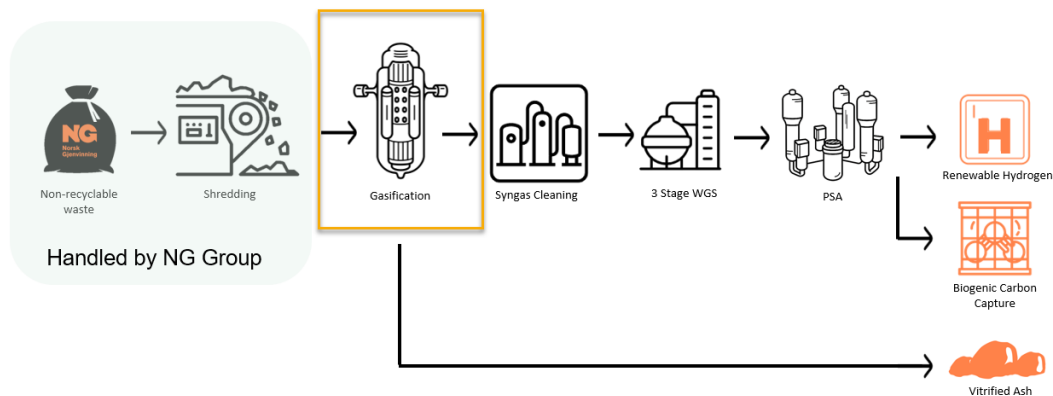 NG
Norsk
Gjenvinning
Non-recyclable
waste
Shredding
Handled by NG Group
Gasification
Syngas Cleaning
3 Stage WGS
PSA
H
Renewable Hydrogen
Biogenic Carbon
Capture
Vitrified Ash